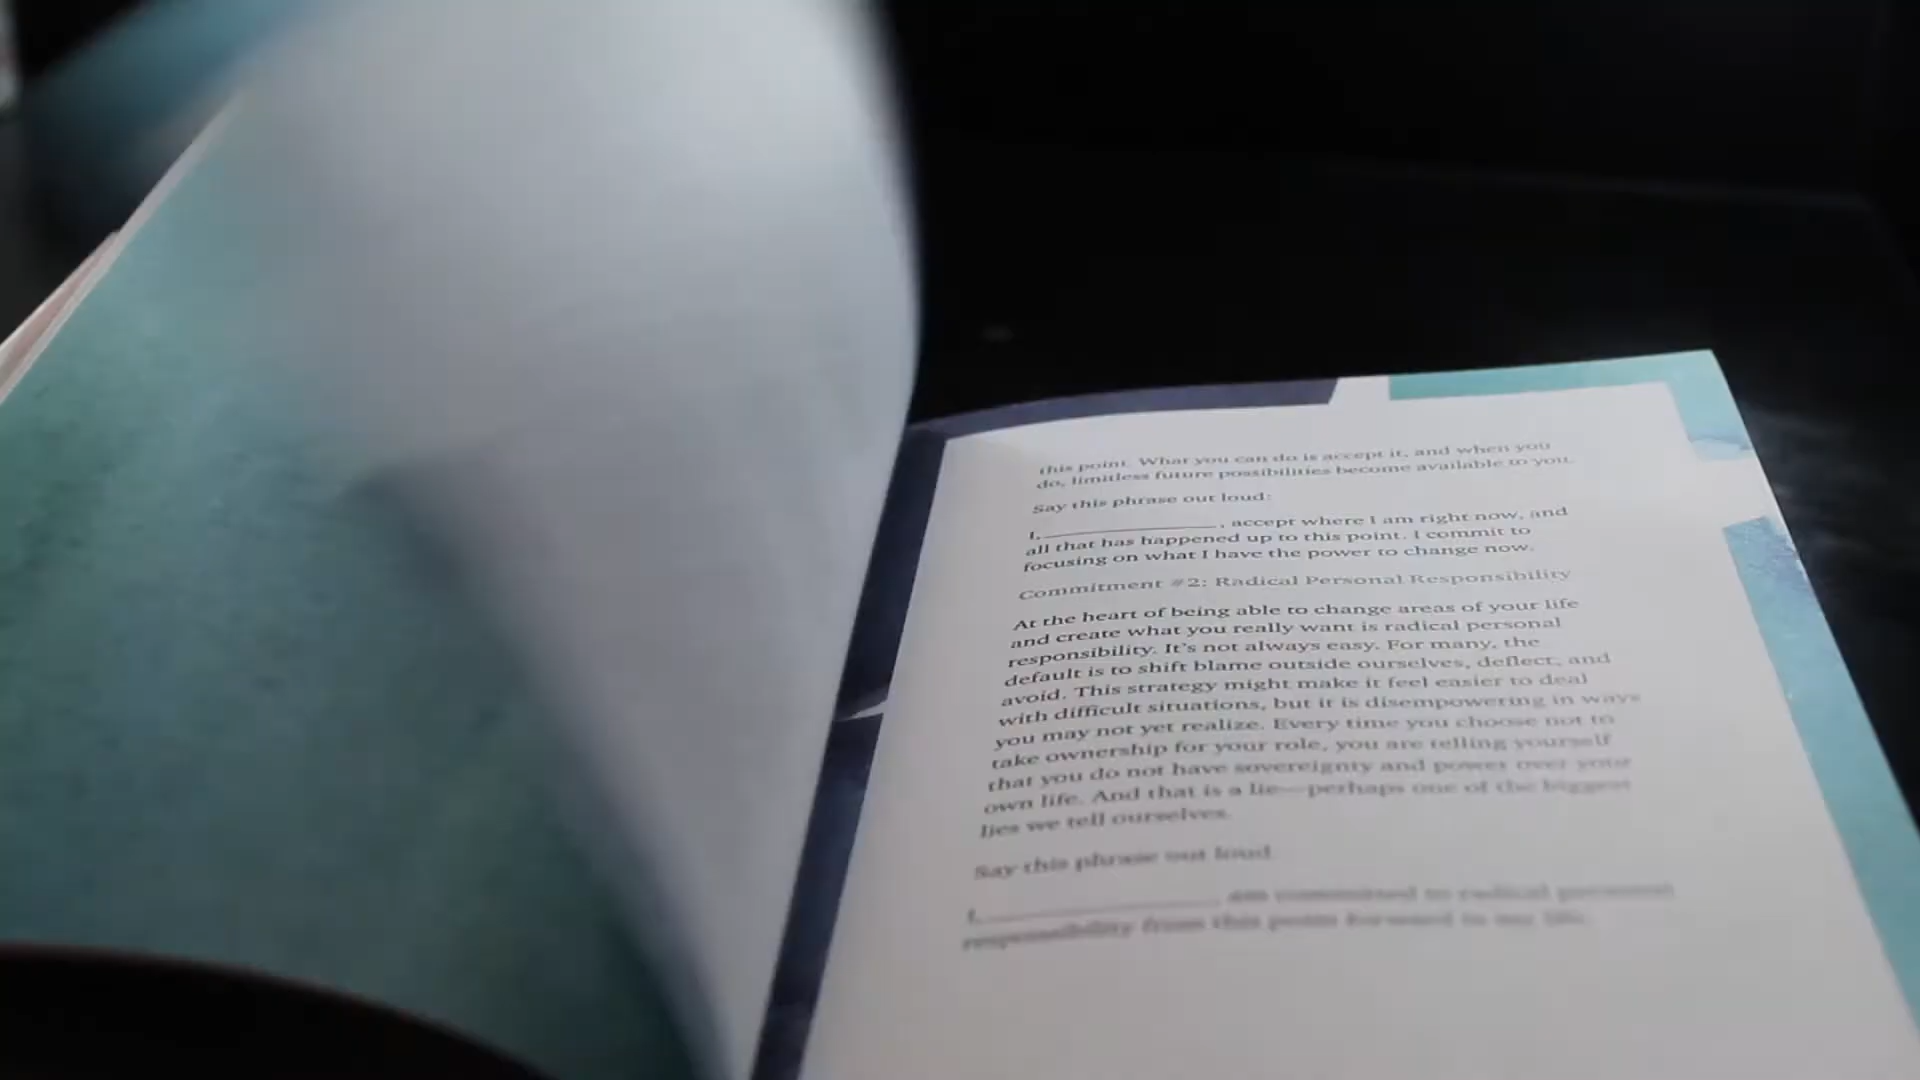 this point. What you can do is accept it, and when you
do, limitless future possibilities become available to you.
Say this phrase out loud:
I, ________________, accept where I am right now, and
all that has happened up to this point. I commit to
focusing on what I have the power to change now.
Commitment #2: Radical Personal Responsibility
At the heart of being able to change areas of your life
and create what you really want is radical personal
responsibility. It's not always easy. For many, the
default is to shift blame outside ourselves, deflect, and
avoid. This strategy might make it feel easier to deal
with difficult situations, but it is disempowering in ways
you may not yet realize. Every time you choose not to
take ownership for your role, you are telling yourself
that you do not have sovereignty and power over your
own life. And that is a lie—perhaps one of the biggest
lies we tell ourselves.
Say this phrase out loud.
I, ____________________, am committed to radical personal
responsibility from this point forward in my life.